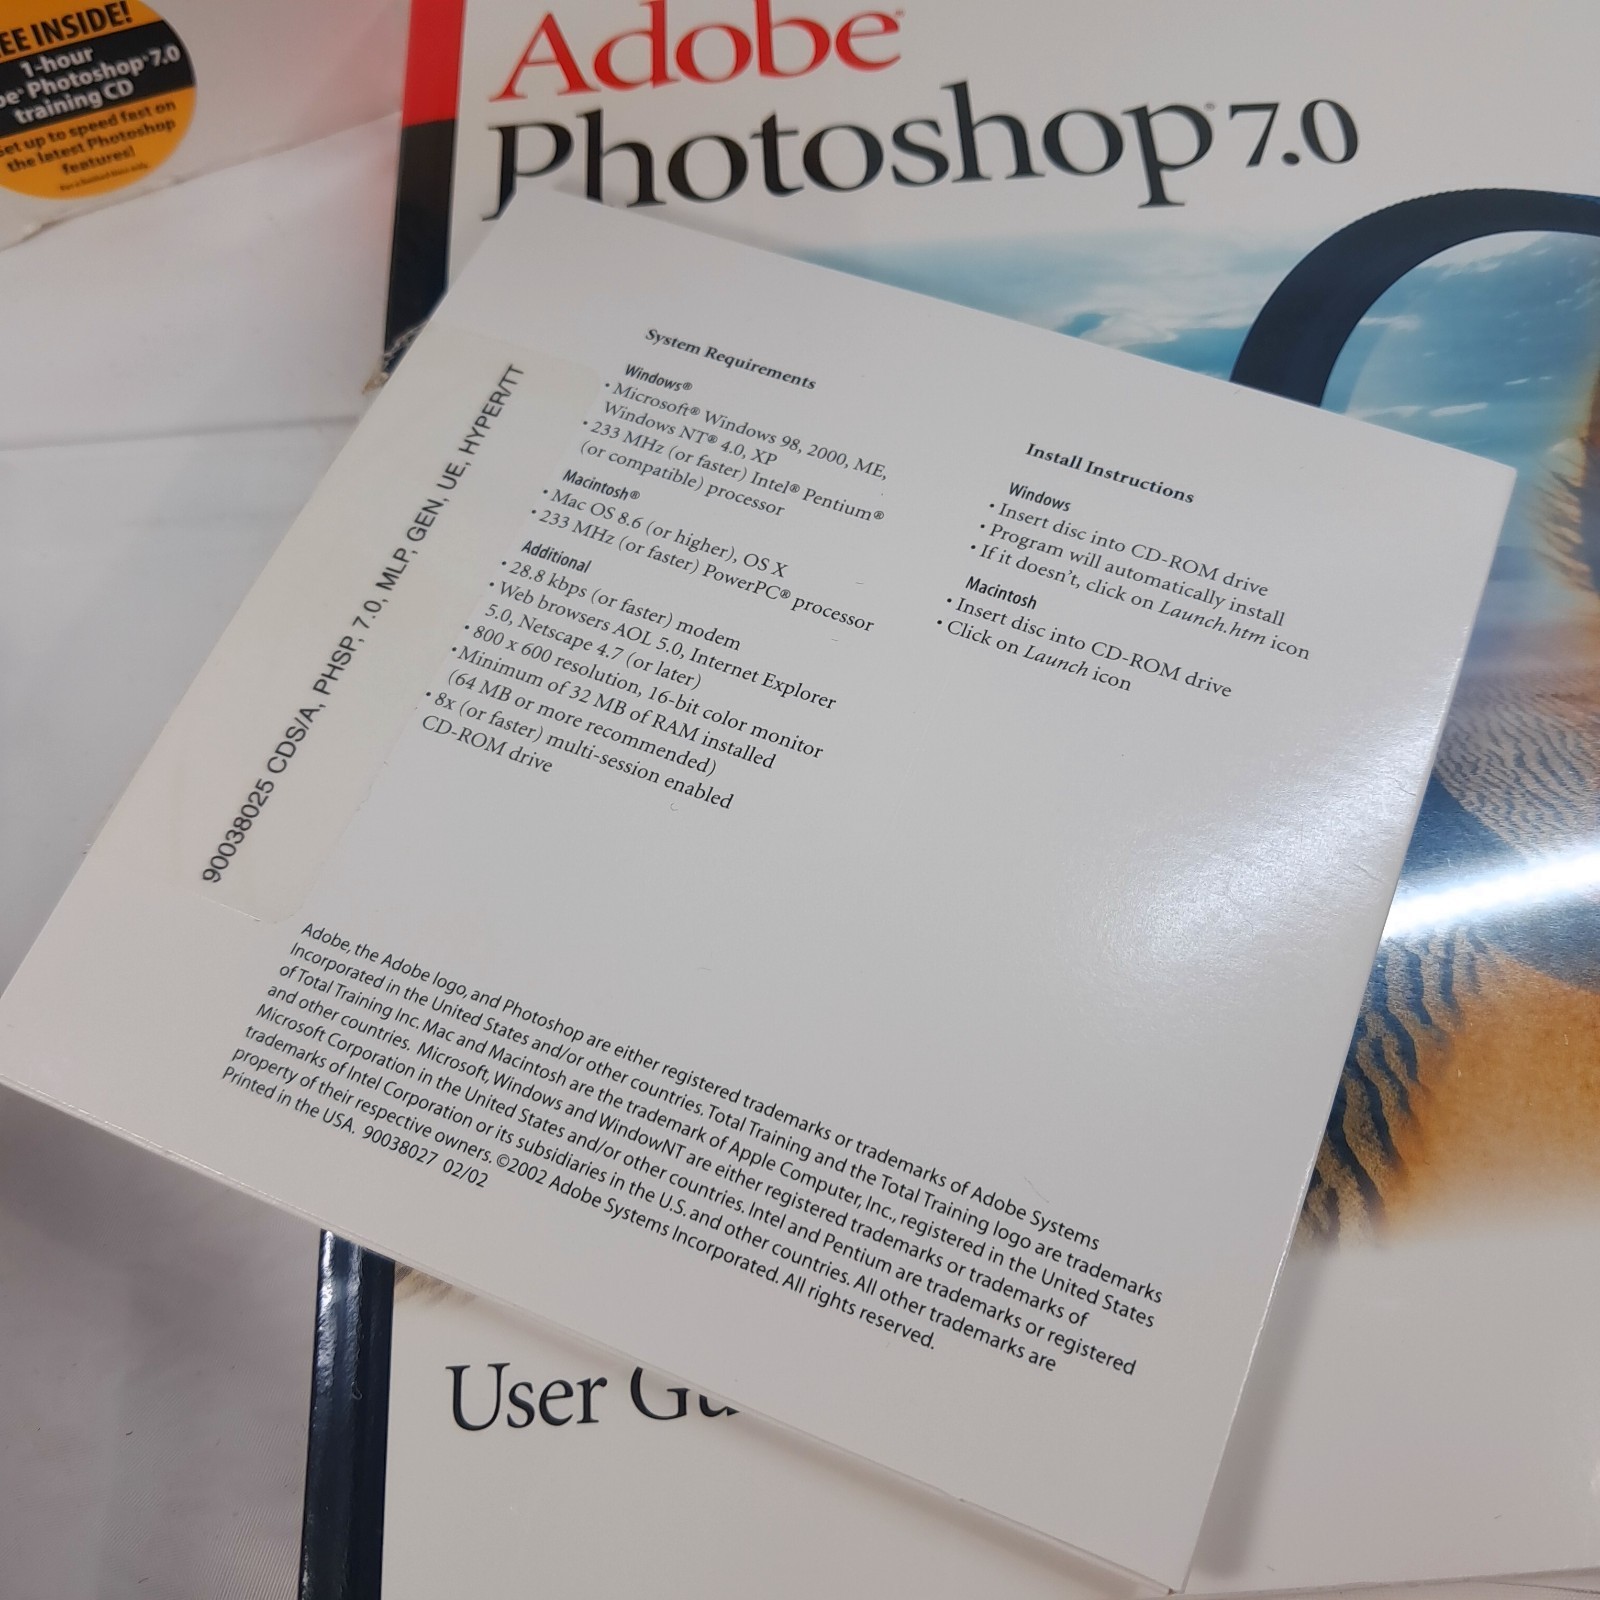 EE INSIDE!
1-hour
be® Photoshop® 7.0
training CD
Get up to speed fast on
the latest Photoshop
features!
Adobe®
Photoshop® 7.0
System Requirements
Windows®
• Microsoft® Windows 98, 2000, ME,
Windows NT® 4.0, XP
• 233 MHz (or faster) Intel® Pentium®
(or compatible) processor
Macintosh®
• Mac OS 8.6 (or higher), OS X
• 233 MHz (or faster) PowerPC® processor
Additional
• 28.8 kbps (or faster) modem
• Web browsers AOL 5.0, Internet Explorer
5.0, Netscape 4.7 (or later)
• 800 x 600 resolution, 16-bit color monitor
• Minimum of 32 MB of RAM installed
(64 MB or more recommended)
• 8x (or faster) multi-session enabled
CD-ROM drive
Install Instructions
Windows
• Insert disc into CD-ROM drive
• Program will automatically install
• If it doesn't, click on Launch.htm icon
Macintosh
• Insert disc into CD-ROM drive
• Click on Launch icon
90038025 CDS/A, PHSP, 7.0, MLP, GEN, UE, HYPER/TT
Adobe, the Adobe logo, and Photoshop are either registered trademarks or trademarks of Adobe Systems
Incorporated in the United States and/or other countries. Total Training and the Total Training logo are trademarks
of Total Training Inc. Mac and Macintosh are the trademark of Apple Computer, Inc., registered in the United States
and other countries. Microsoft, Windows and WindowNT are either registered trademarks or trademarks of
Microsoft Corporation in the United States and/or other countries. Intel and Pentium are trademarks or registered
trademarks of Intel Corporation or its subsidiaries in the U.S. and other countries. All other trademarks are
property of their respective owners. ©2002 Adobe Systems Incorporated. All rights reserved.
Printed in the USA. 90038027 02/02
User Gu